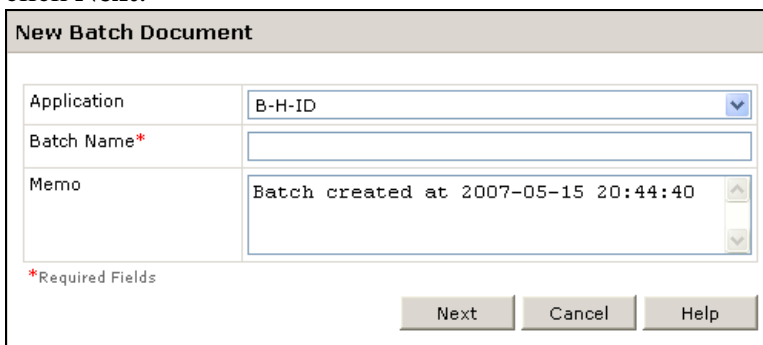 New Batch Document
Application B-H-ID
Batch Name*
Memo Batch created at 2007-05-15 20:44:40
*Required Fields
Next Cancel Help